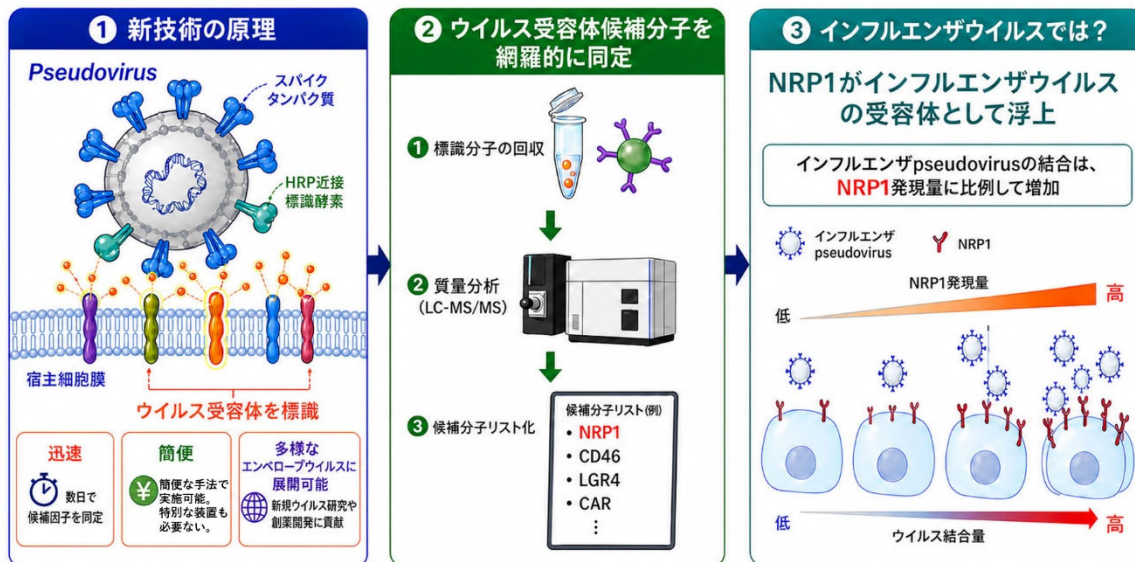 1 新技術の原理
Pseudovirus
スパイク
タンパク質
HRP近接
標識酵素
宿主細胞膜
ウイルス受容体を標識
迅速
数日で
候補因子を同定
簡便
¥
簡便な手法で
実施可能。
特別な装置も
必要ない。
多様な
エンベロープウイルスに
展開可能
新規ウイルス研究や
創薬開発に貢献
2 ウイルス受容体候補分子を
網羅的に同定
1 標識分子の回収
2 質量分析
(LC-MS/MS)
3 候補分子リスト化
候補分子リスト(例)
・ NRP1
・ CD46
・ LGR4
・ CAR
⋮
3 インフルエンザウイルスでは?
NRP1がインフルエンザウイルス
の受容体として浮上
インフルエンザpseudovirusの結合は、
NRP1発現量に比例して増加
インフルエンザ
pseudovirus
NRP1
NRP1発現量
低
高
低
高
ウイルス結合量